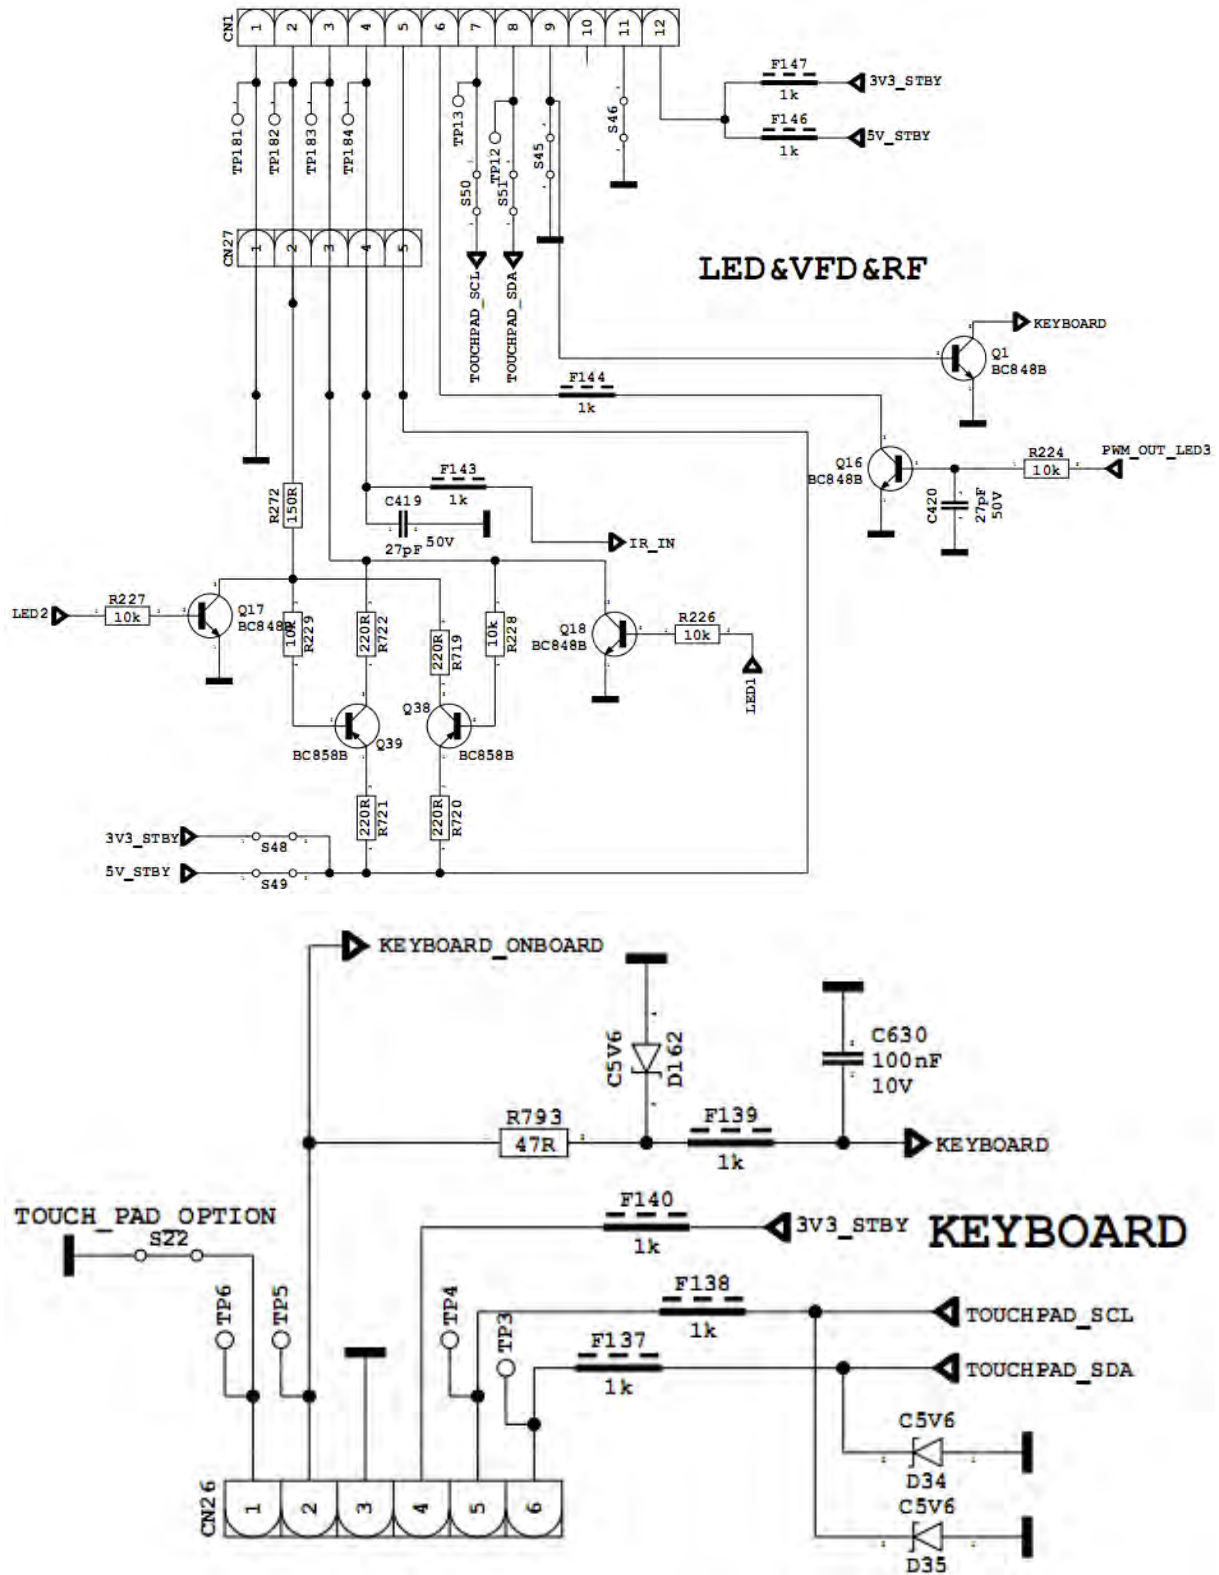 CN1 1 2 3 4 5 6 7 8 9 10 11 12
F147
1k
3V3_STBY
F146
1k
5V_STBY
TP181
TP182
TP183
TP184
TP13
S50
TP12
S51
S45
S46
CN27 1 2 3 4 5
TOUCHPAD_SCL
TOUCHPAD_SDA
LED&VFD&RF
KEYBOARD
Q1
BC848B
F144
1k
Q16
BC848B
R224
10k
PWM_OUT_LED3
C420
27pF
50V
R272
150R
F143
1k
C419
27pF
50V
IR_IN
LED2
R227
10k
Q17
BC848B
10k
R229
220R
R722
220R
R719
10k
R228
Q18
BC848B
R226
10k
LED1
Q38
Q39
BC858B
BC858B
220R
R721
220R
R720
3V3_STBY
S48
5V_STBY
S49
KEYBOARD_ONBOARD
C5V6
D162
C630
100nF
10V
R793
47R
F139
1k
KEYBOARD
TOUCH_PAD_OPTION
S22
F140
1k
3V3_STBY
KEYBOARD
TP6
TP5
TP4
TP3
F138
1k
TOUCHPAD_SCL
F137
1k
TOUCHPAD_SDA
C5V6
D34
C5V6
D35
CN26 1 2 3 4 5 6